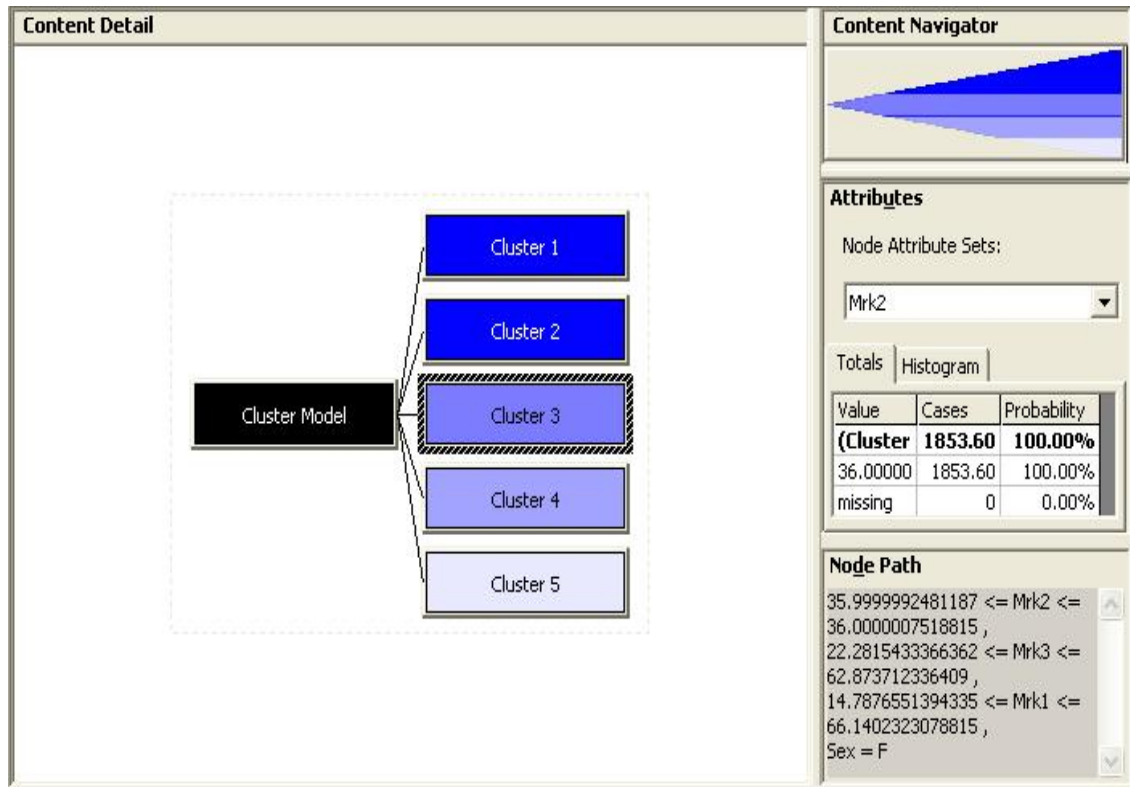 Content Detail
Cluster Model
Cluster 1
Cluster 2
Cluster 3
Cluster 4
Cluster 5
Content Navigator
Attributes
Node Attribute Sets:
Mrk2
Totals Histogram
Value Cases Probability
(Cluster 1853.60 100.00%
36.00000 1853.60 100.00%
missing 0 0.00%
Node Path
35.9999992481187 <= Mrk2 <=
36.0000007518815 ,
22.2815433366362 <= Mrk3 <=
62.873712336409 ,
14.7876551394335 <= Mrk1 <=
66.1402323078815 ,
Sex = F